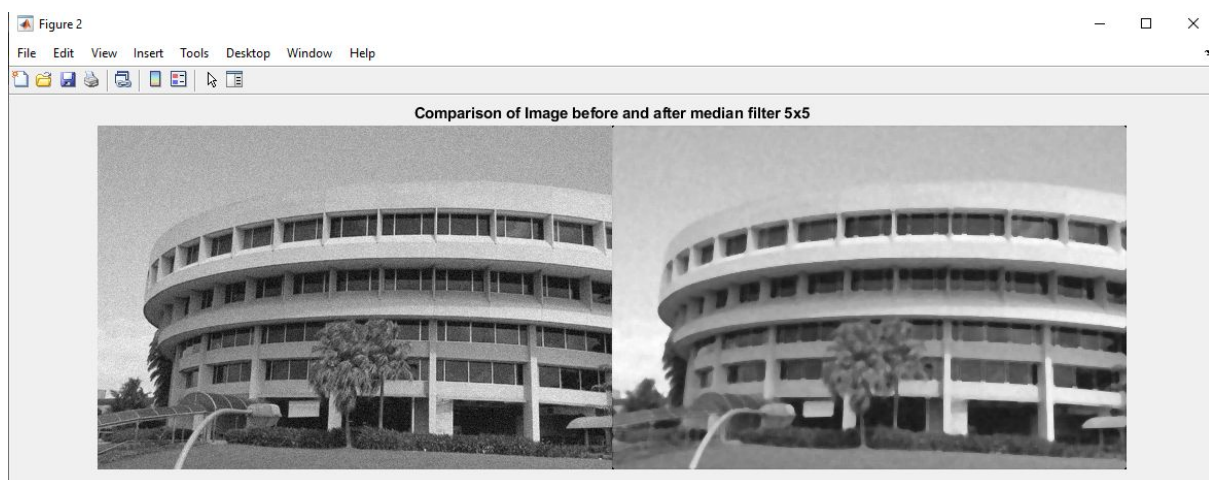 Figure 2
File Edit View Insert Tools Desktop Window Help
Comparison of Image before and after median filter 5x5